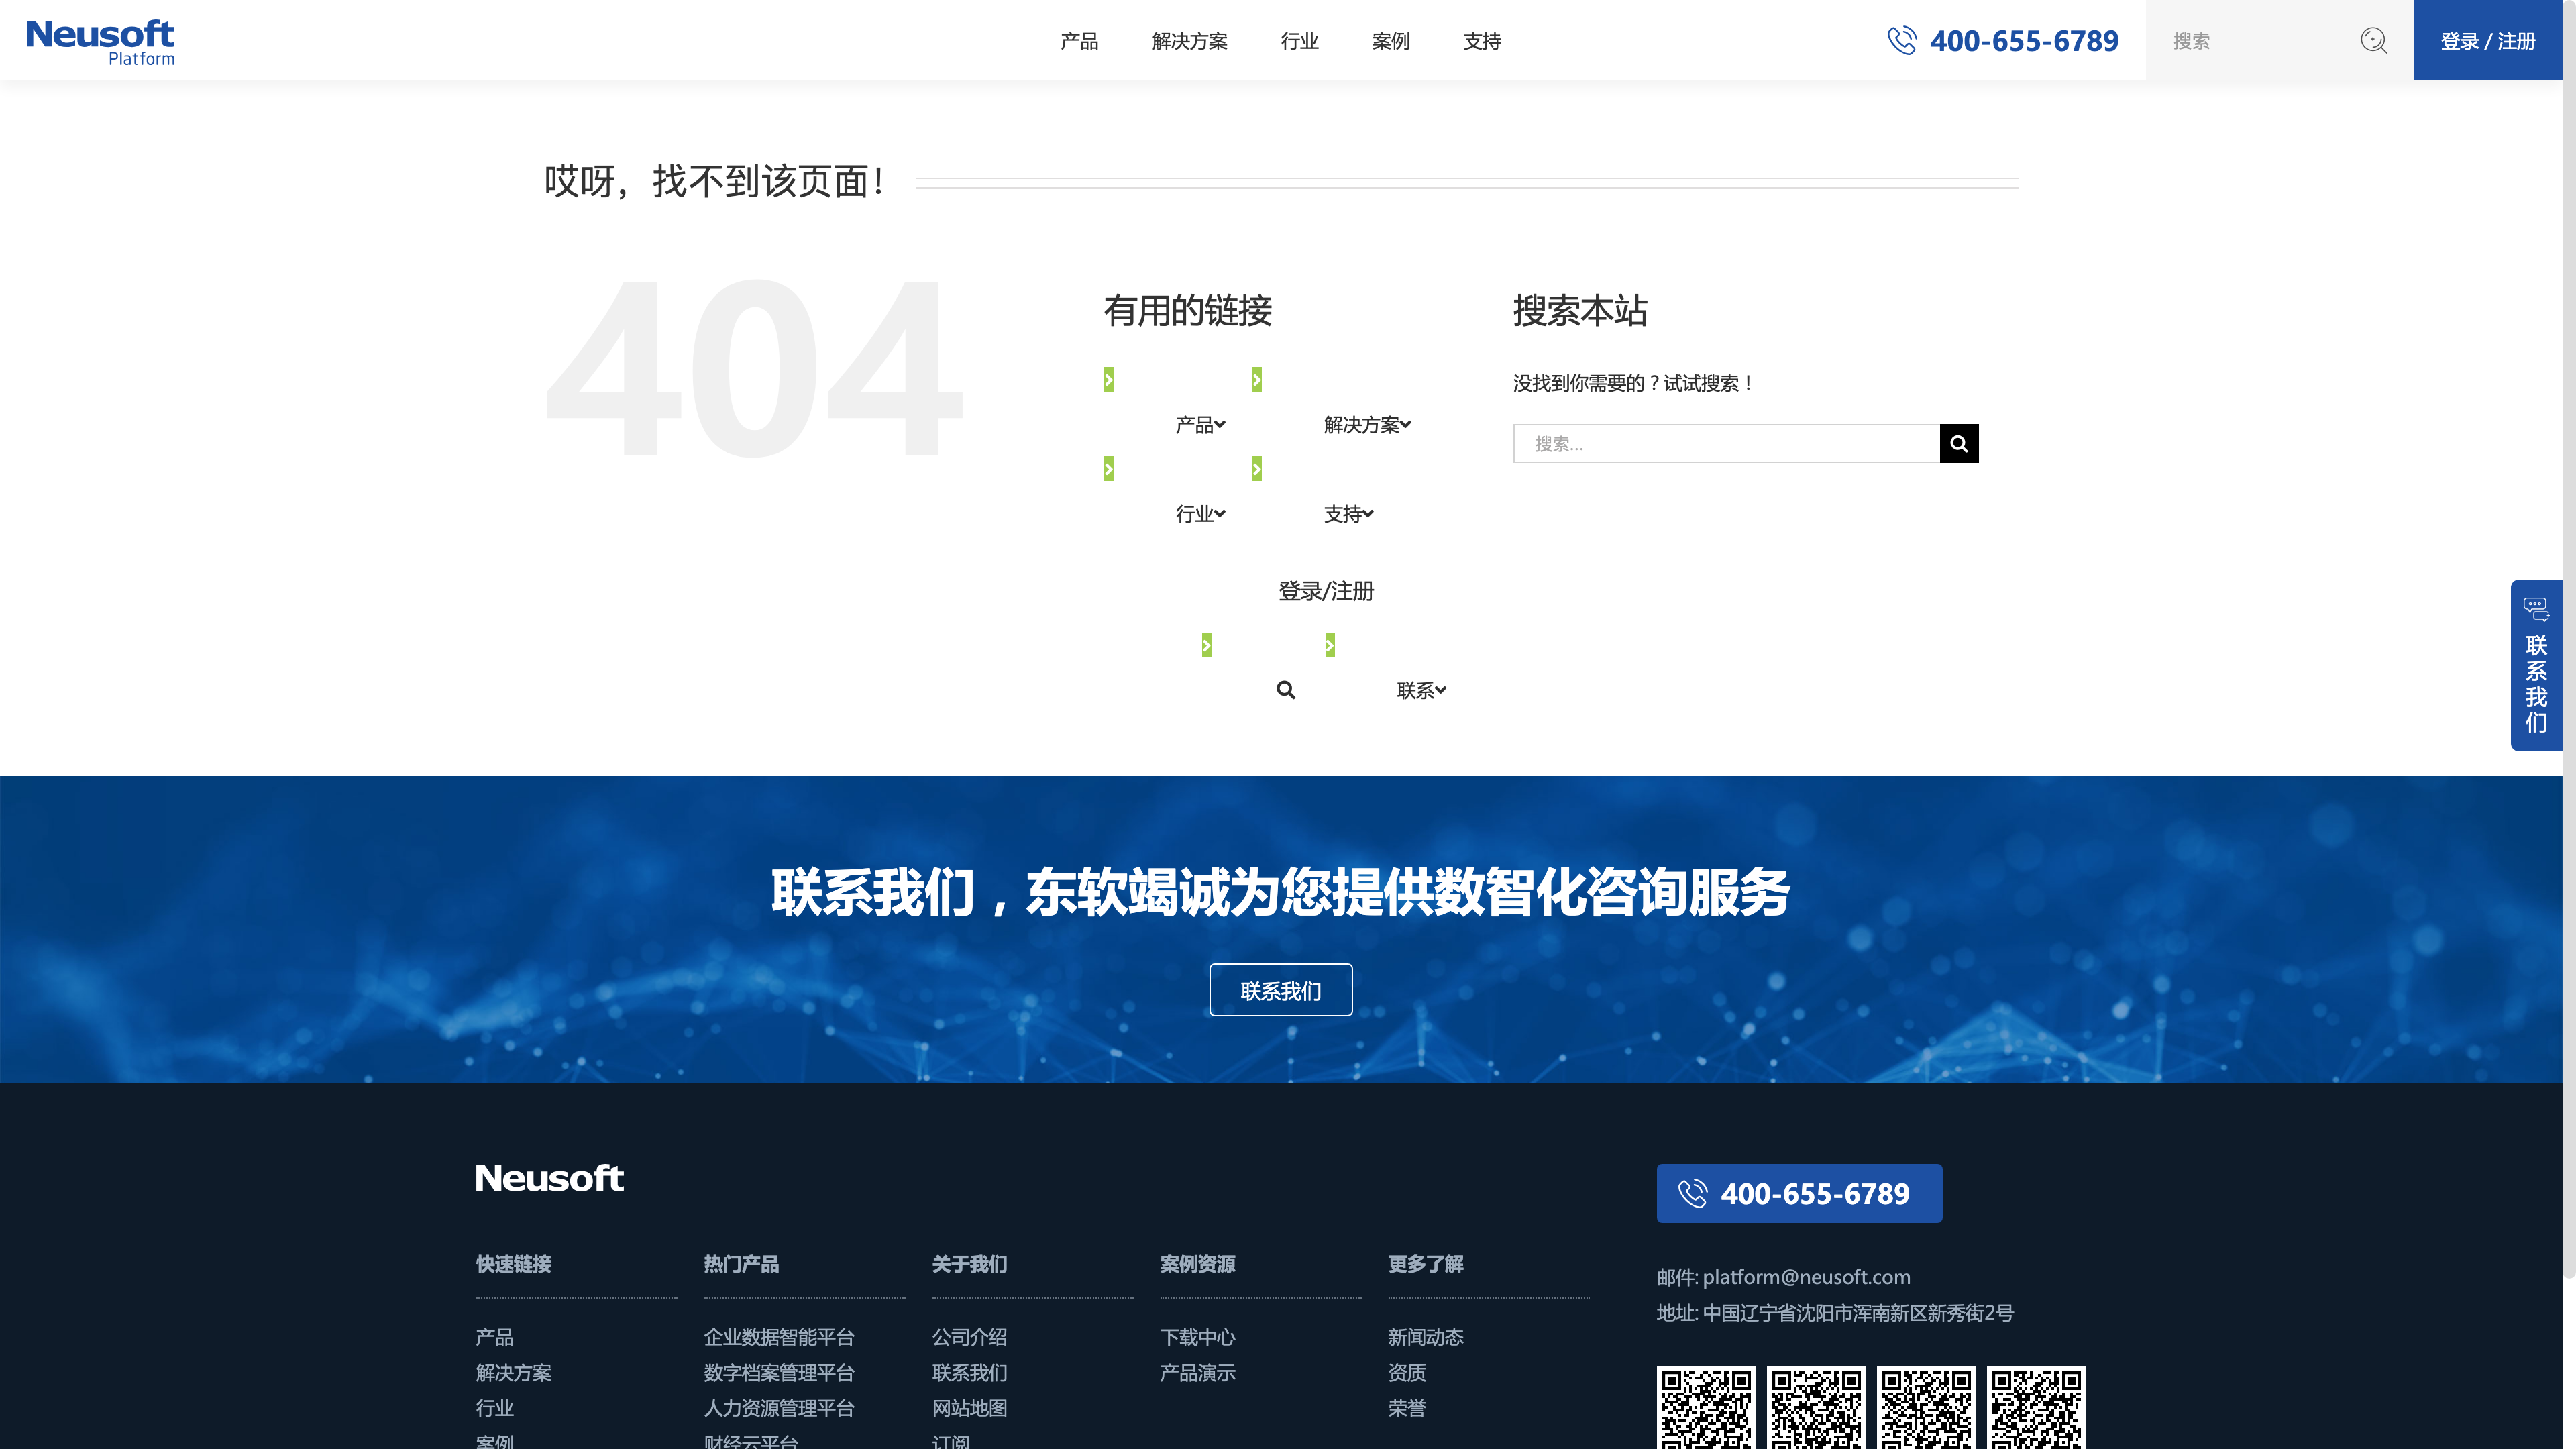 Neusoft
Platform
产品
解决方案
行业
案例
支持
400-655-6789
搜索
登录 / 注册
哎呀，找不到该页面！
404
有用的链接
产品
解决方案
行业
支持
登录/注册
联系
搜索本站
没找到你需要的？试试搜索！
搜索...
联系我们
联系我们，东软竭诚为您提供数智化咨询服务
联系我们
Neusoft
快速链接
产品
解决方案
行业
案例
热门产品
企业数据智能平台
数字档案管理平台
人力资源管理平台
财经云平台
关于我们
公司介绍
联系我们
网站地图
订阅
案例资源
下载中心
产品演示
更多了解
新闻动态
资质
荣誉
400-655-6789
邮件: platform@neusoft.com
地址: 中国辽宁省沈阳市浑南新区新秀街2号